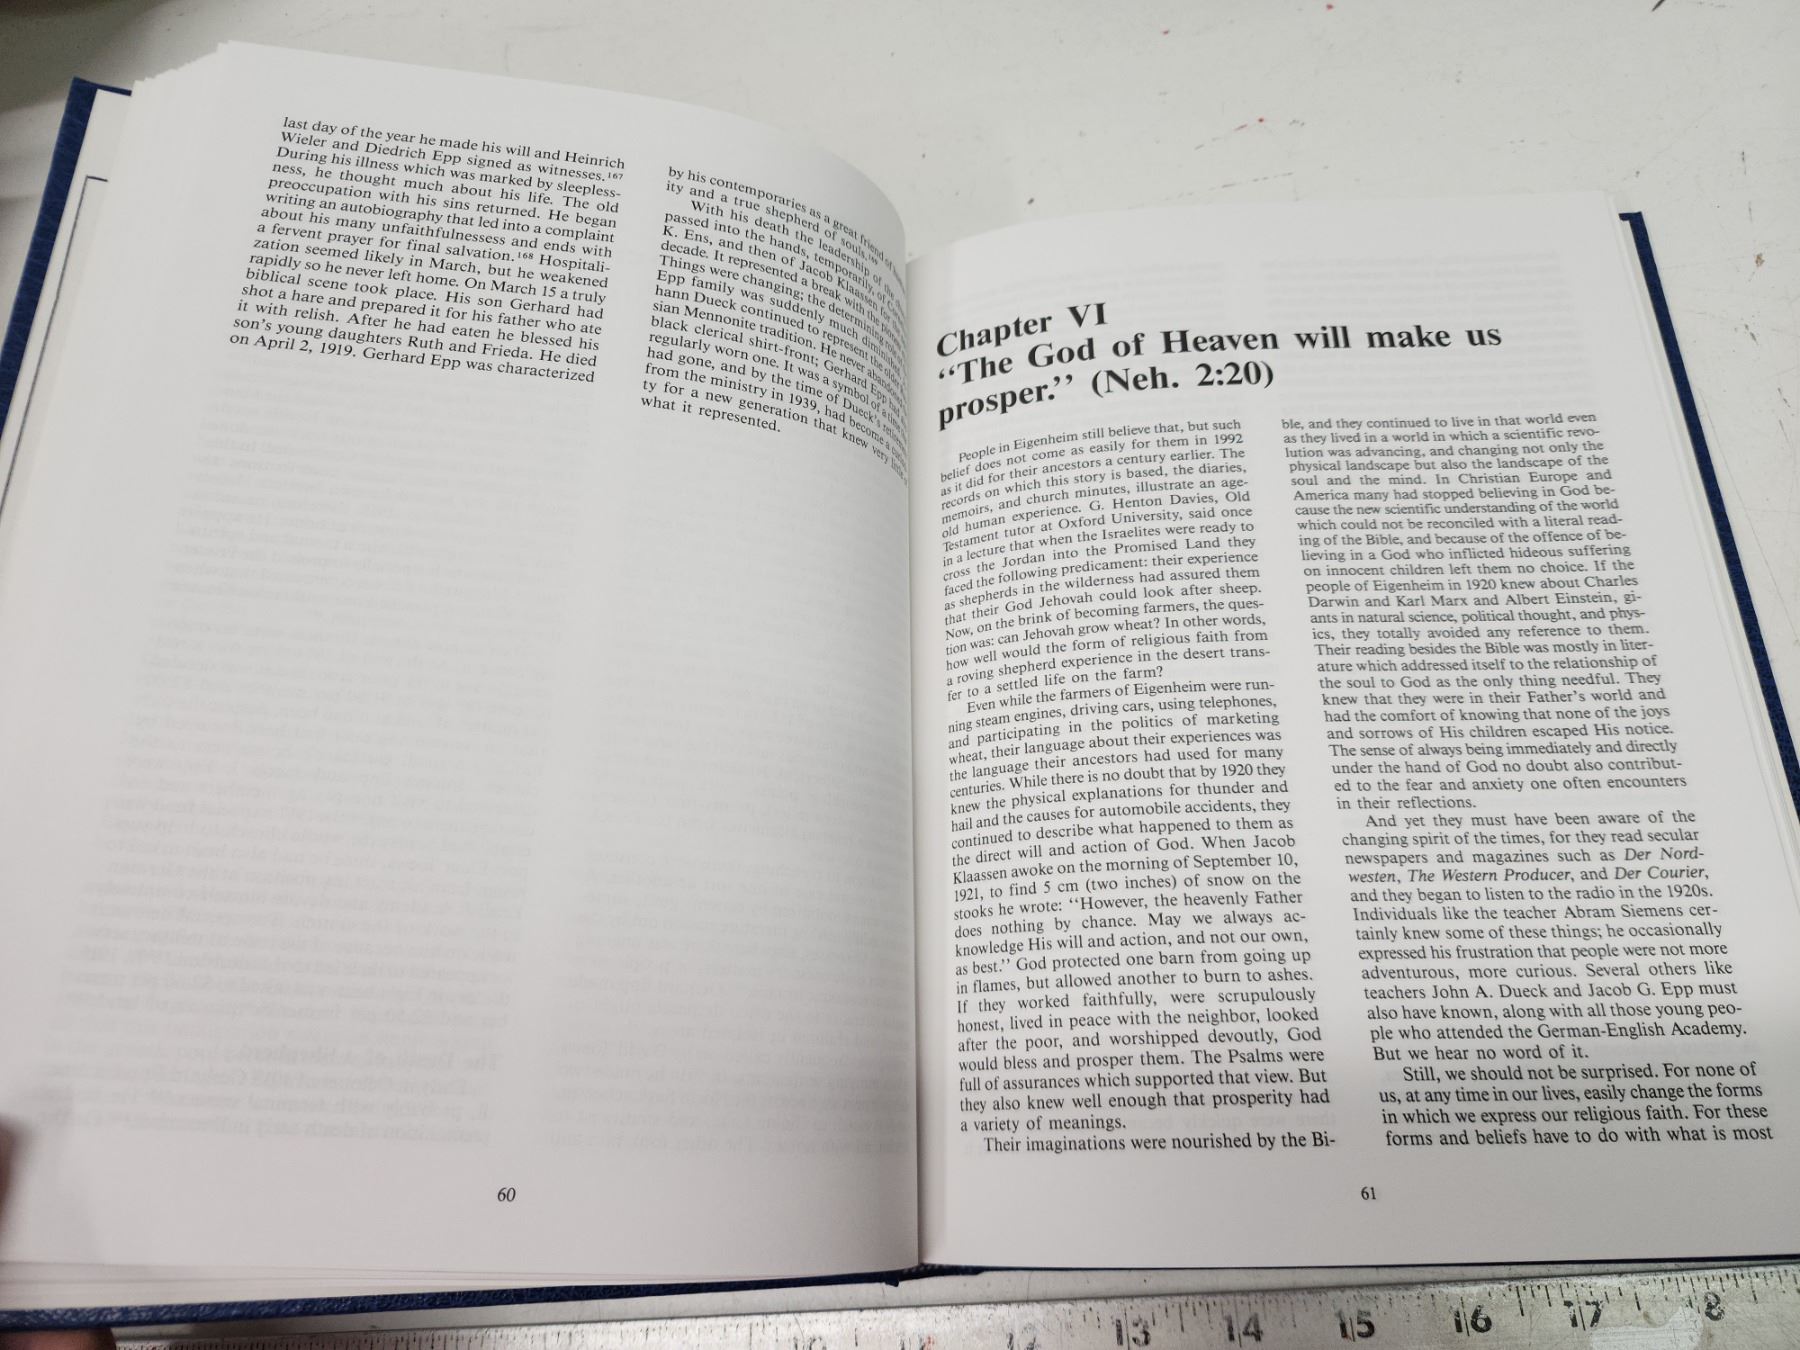 last day of the year he made his will and Heinrich
Wieler and Diedrich Epp signed as witnesses.¹⁶⁷
During his illness which was marked by sleepless-
ness, he thought much about his life. The old
preoccupation with his sins returned. He began
writing an autobiography that led into a complaint
about his many unfaithfulnessess and ends with
a fervent prayer for final salvation.¹⁶⁸ Hospitali-
zation seemed likely in March, but he weakened
rapidly so he never left home. On March 15 a truly
biblical scene took place. His son Gerhard had
shot a hare and prepared it for his father who ate
it with relish. After he had eaten he blessed his
son's young daughters Ruth and Frieda. He died
on April 2, 1919. Gerhard Epp was characterized
by his contemporaries as a great friend of
ity and a true shepherd of souls.¹⁶⁹
With his death the leadership of the
passed into the hands, temporarily, of
K. Ens, and then of Jacob Klaassen for the
decade. It represented a break with the
Things were changing; the determining
Epp family was suddenly much diminished.
hann Dueck continued to represent the older
sian Mennonite tradition. He never abandoned
black clerical shirt-front; Gerhard Epp had
regularly worn one. It was a symbol of a time
had gone, and by the time of Dueck's
from the ministry in 1939, had become a
ty for a new generation that knew very little
what it represented.
60
Chapter VI
“The God of Heaven will make us
prosper.” (Neh. 2:20)
People in Eigenheim still believe that, but such
belief does not come as easily for them in 1992
as it did for their ancestors a century earlier. The
records on which this story is based, the diaries,
memoirs, and church minutes, illustrate an age-
old human experience. G. Henton Davies, Old
Testament tutor at Oxford University, said once
in a lecture that when the Israelites were ready to
cross the Jordan into the Promised Land they
faced the following predicament: their experience
as shepherds in the wilderness had assured them
that their God Jehovah could look after sheep.
Now, on the brink of becoming farmers, the ques-
tion was: can Jehovah grow wheat? In other words,
how well would the form of religious faith from
a roving shepherd experience in the desert trans-
fer to a settled life on the farm?
Even while the farmers of Eigenheim were run-
ning steam engines, driving cars, using telephones,
and participating in the politics of marketing
wheat, their language about their experiences was
the language their ancestors had used for many
centuries. While there is no doubt that by 1920 they
knew the physical explanations for thunder and
hail and the causes for automobile accidents, they
continued to describe what happened to them as
the direct will and action of God. When Jacob
Klaassen awoke on the morning of September 10,
1921, to find 5 cm (two inches) of snow on the
stooks he wrote: “However, the heavenly Father
does nothing by chance. May we always ac-
knowledge His will and action, and not our own,
as best.” God protected one barn from going up
in flames, but allowed another to burn to ashes.
If they worked faithfully, were scrupulously
honest, lived in peace with the neighbor, looked
after the poor, and worshipped devoutly, God
would bless and prosper them. The Psalms were
full of assurances which supported that view. But
they also knew well enough that prosperity had
a variety of meanings.
Their imaginations were nourished by the Bi-
ble, and they continued to live in that world even
as they lived in a world in which a scientific revo-
lution was advancing, and changing not only the
physical landscape but also the landscape of the
soul and the mind. In Christian Europe and
America many had stopped believing in God be-
cause the new scientific understanding of the world
which could not be reconciled with a literal read-
ing of the Bible, and because of the offence of be-
lieving in a God who inflicted hideous suffering
on innocent children left them no choice. If the
people of Eigenheim in 1920 knew about Charles
Darwin and Karl Marx and Albert Einstein, gi-
ants in natural science, political thought, and phys-
ics, they totally avoided any reference to them.
Their reading besides the Bible was mostly in liter-
ature which addressed itself to the relationship of
the soul to God as the only thing needful. They
knew that they were in their Father's world and
had the comfort of knowing that none of the joys
and sorrows of His children escaped His notice.
The sense of always being immediately and directly
under the hand of God no doubt also contribut-
ed to the fear and anxiety one often encounters
in their reflections.
And yet they must have been aware of the
changing spirit of the times, for they read secular
newspapers and magazines such as Der Nord-
westen, The Western Producer, and Der Courier,
and they began to listen to the radio in the 1920s.
Individuals like the teacher Abram Siemens cer-
tainly knew some of these things; he occasionally
expressed his frustration that people were not more
adventurous, more curious. Several others like
teachers John A. Dueck and Jacob G. Epp must
also have known, along with all those young peo-
ple who attended the German-English Academy.
But we hear no word of it.
Still, we should not be surprised. For none of
us, at any time in our lives, easily change the forms
in which we express our religious faith. For these
forms and beliefs have to do with what is most
61
13 14 15 16 17 8